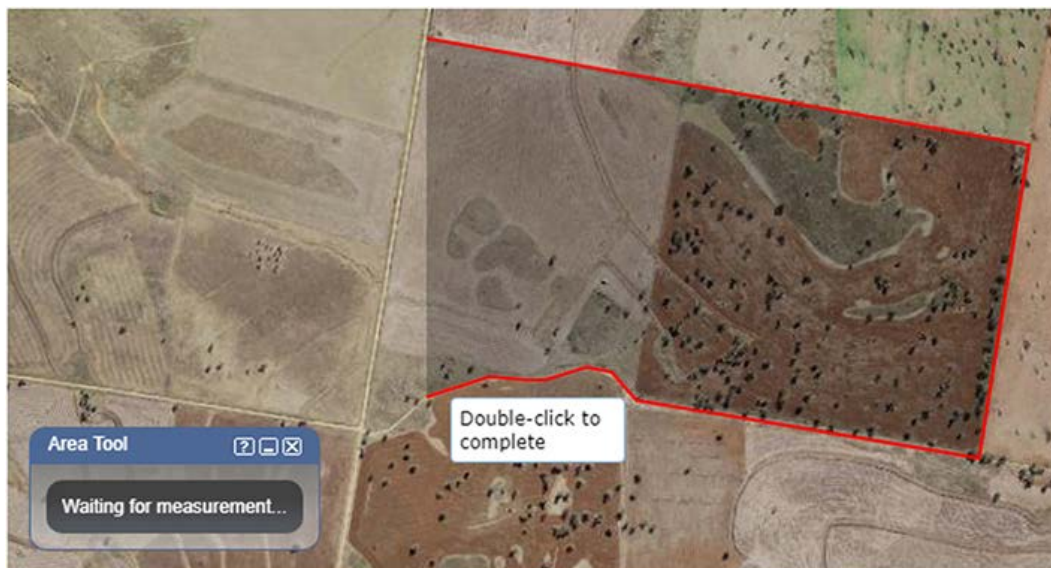 Double-click to
complete
Area Tool
?
Waiting for measurement...